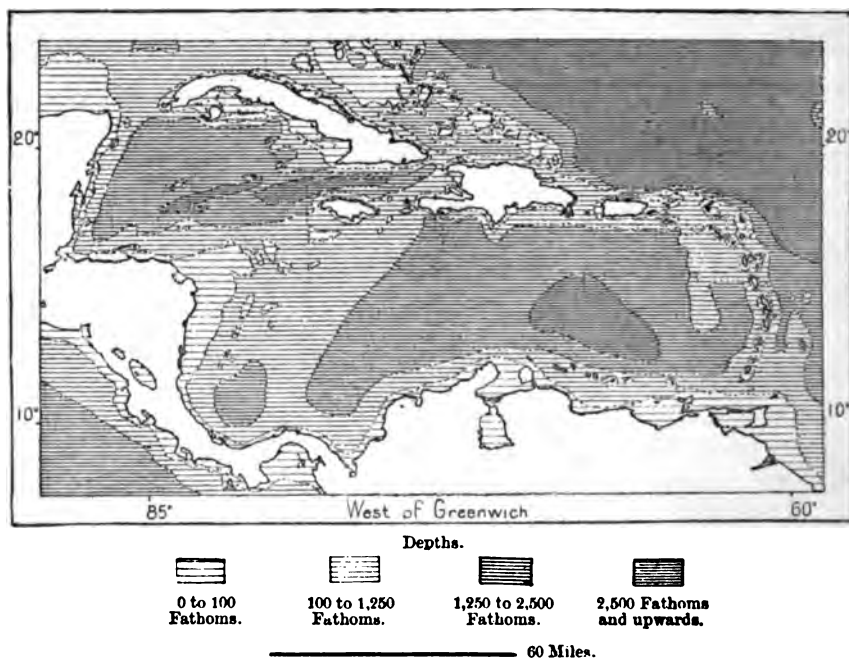 20° 20°
10° 10°
85° West of Greenwich 60°
Depths.
0 to 100 100 to 1,250 1,250 to 2,500 2,500 Fathoms
Fathoms. Fathoms. Fathoms. and upwards.
60 Miles.